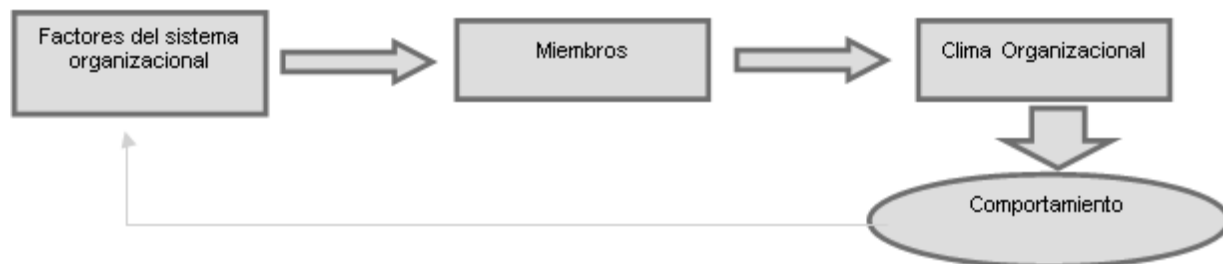 Factores del sistema
organizacional
Miembros
Clima Organizacional
Comportamiento